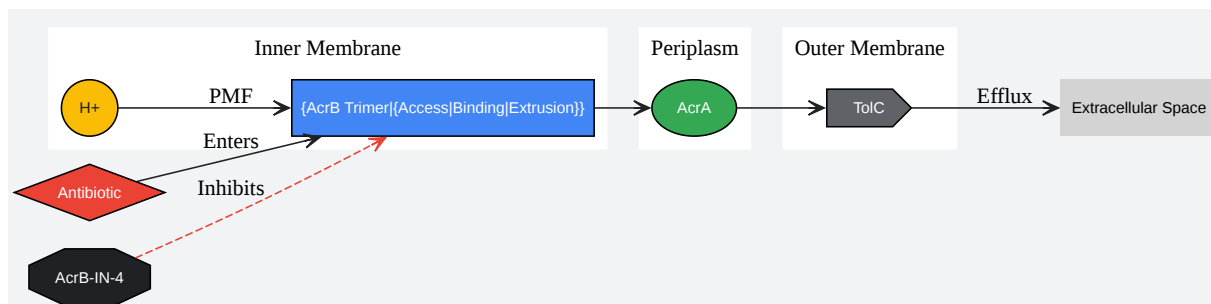 Inner Membrane
Periplasm
Outer Membrane
H+
PMF
{AcrB Trimer|{Access|Binding|Extrusion}}
AcrA
TolC
Efflux
Extracellular Space
Enters
Antibiotic
Inhibits
AcrB-IN-4